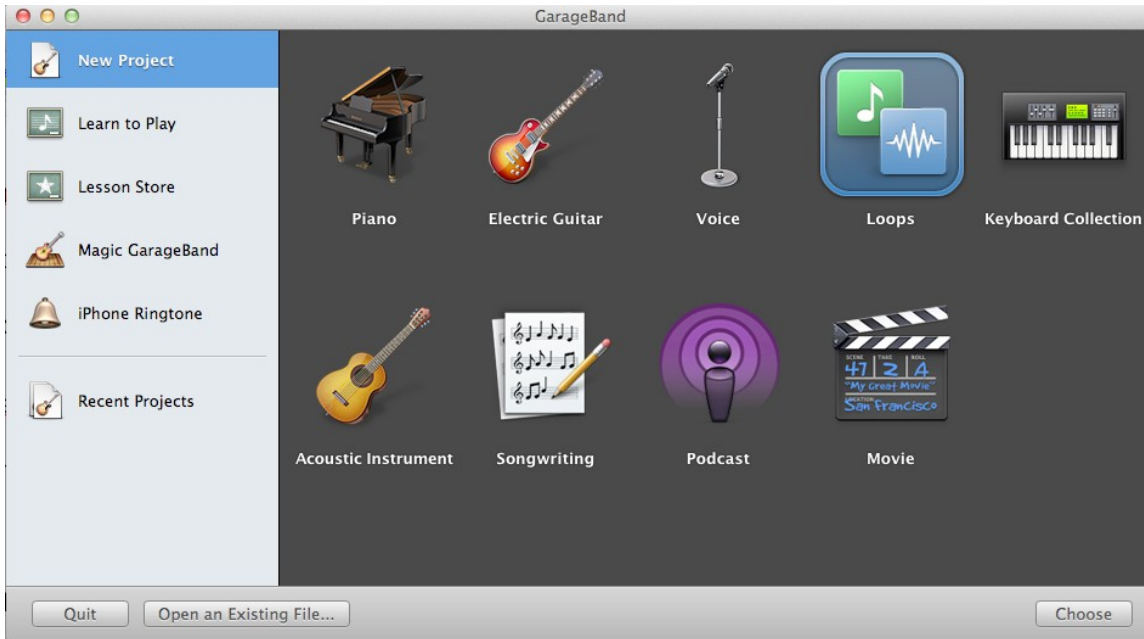 GarageBand
New Project
Learn to Play
Lesson Store
Magic GarageBand
iPhone Ringtone
Recent Projects
Piano
Electric Guitar
Voice
Loops
Keyboard Collection
Acoustic Instrument
Songwriting
Podcast
SCENE TAKE ROLL
47 2 A
"My Great Movie"
LOCATION
San Francisco
Movie
Quit
Open an Existing File...
Choose